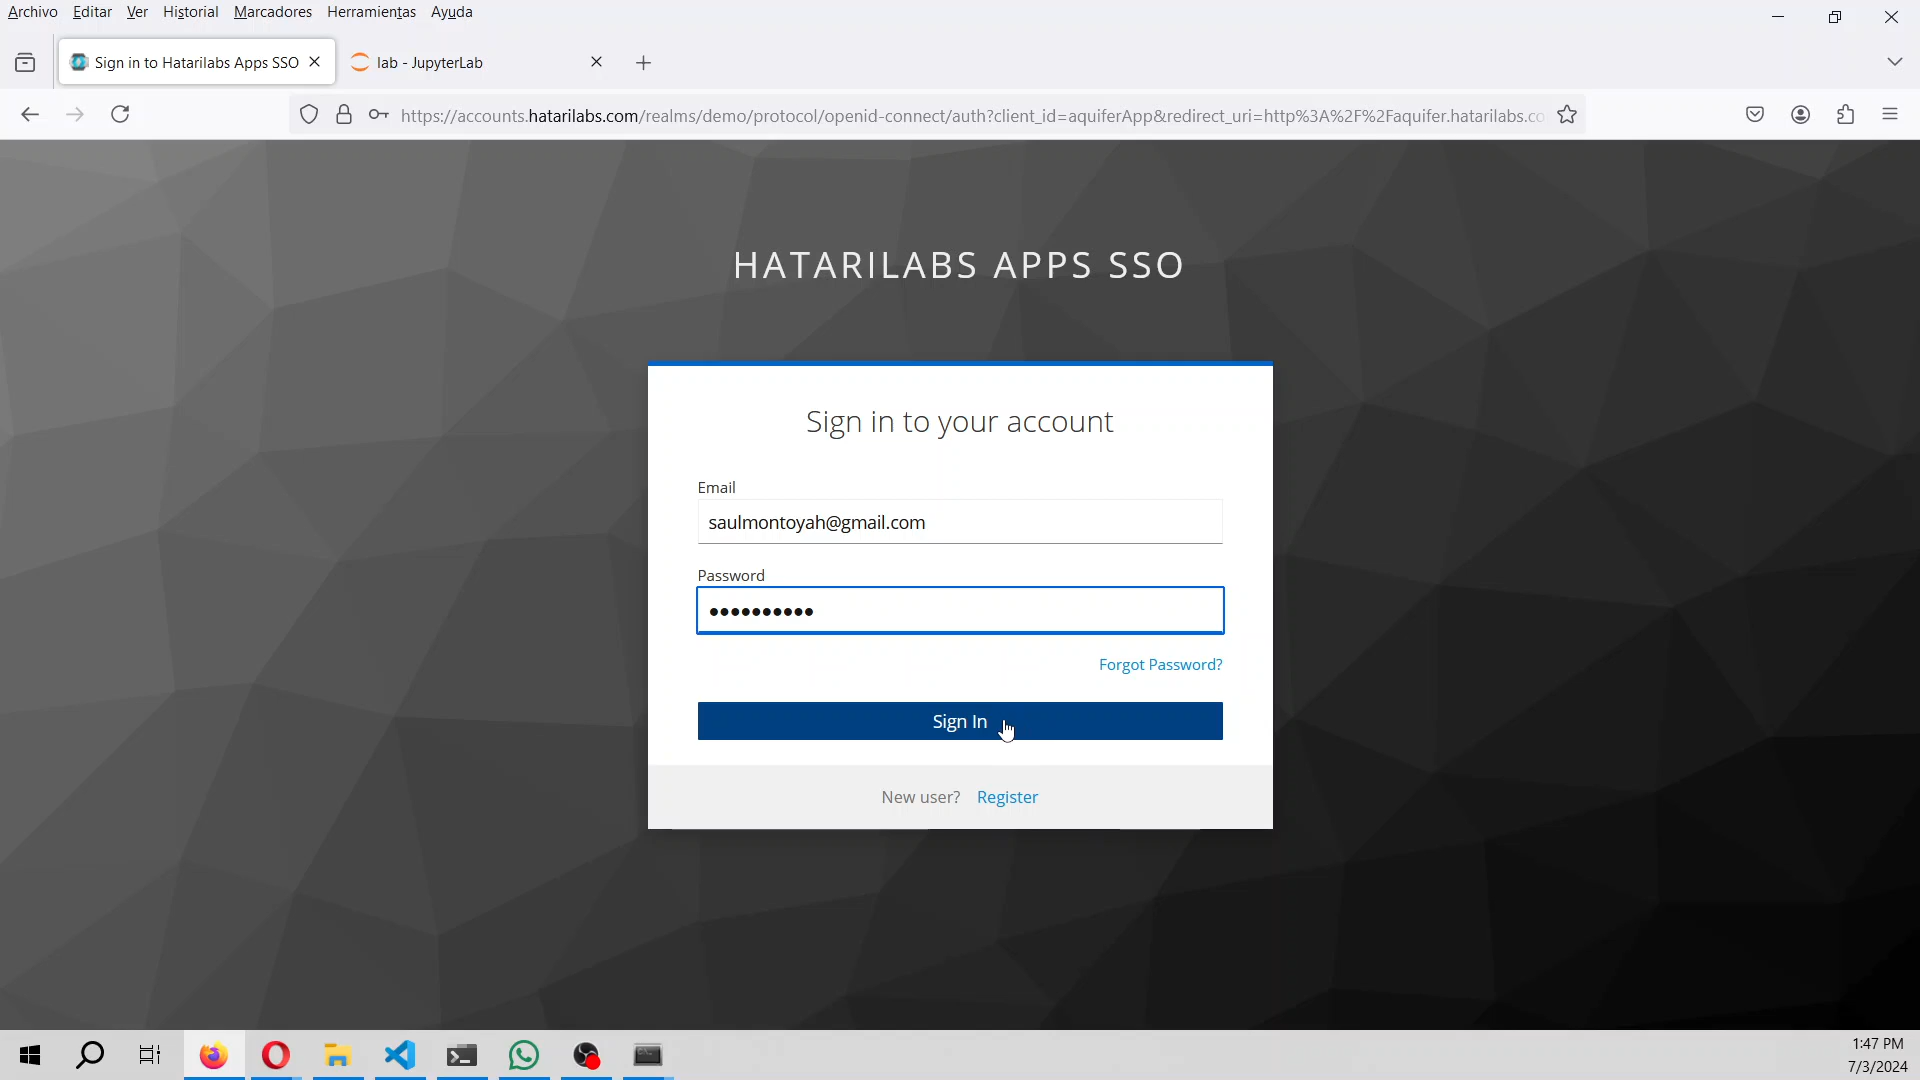 Archivo Editar Ver Historial Marcadores Herramientas Ayuda
Sign in to Hatarilabs Apps SSO
lab - JupyterLab
https://accounts.hatarilabs.com/realms/demo/protocol/openid-connect/auth?client_id=aquiferApp&redirect_uri=http%3A%2F%2Faquifer.hatarilabs.co
HATARILABS APPS SSO
Sign in to your account
Email
saulmontoyah@gmail.com
Password
●●●●●●●●●●
Forgot Password?
Sign In
New user? Register
1:47 PM
7/3/2024